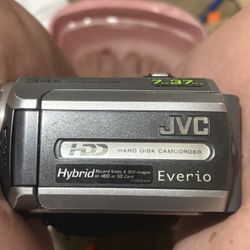 JVC
HDD HARD DISK CAMCORDER
Hybrid Record Video & Still Images
on HDD or SD Card
Everio